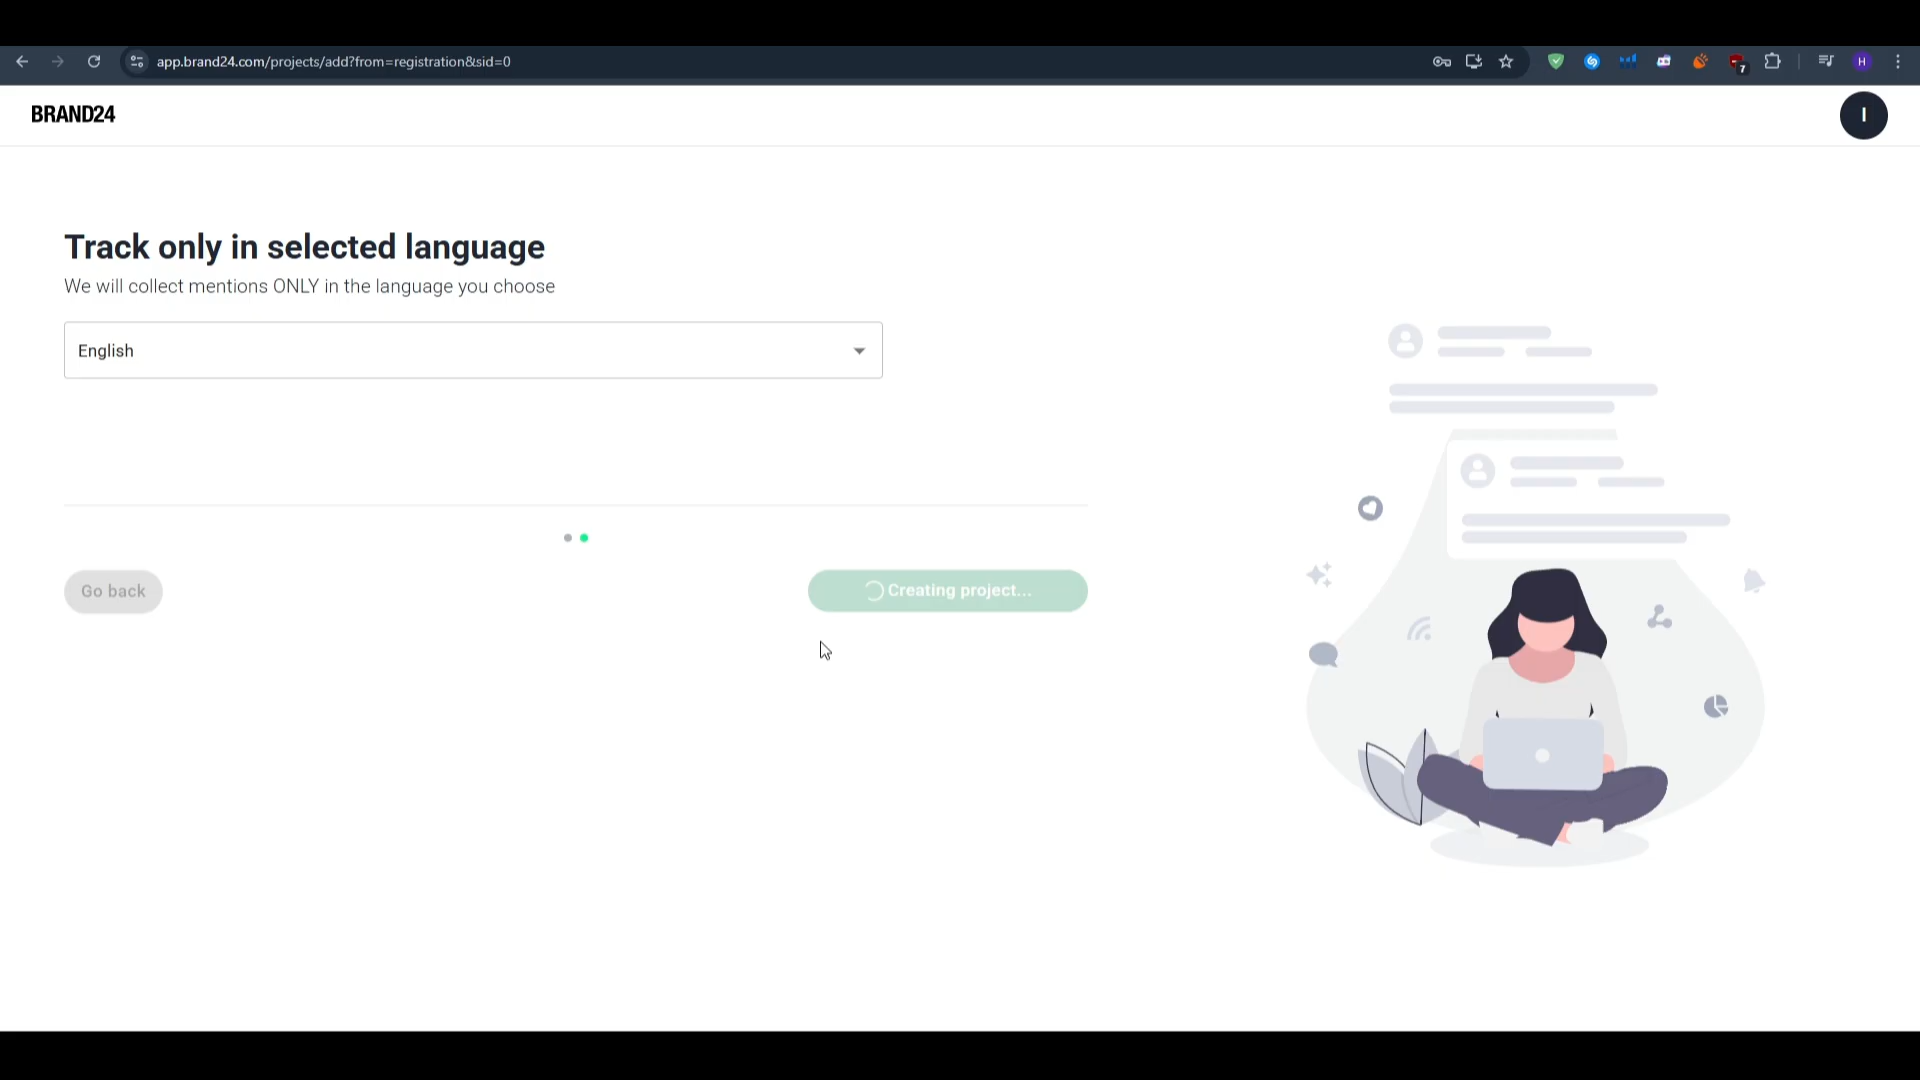 app.brand24.com/projects/add?from=registration&sid=0
7
H
BRAND24
I
Track only in selected language
We will collect mentions ONLY in the language you choose
English
Go back
Creating project...